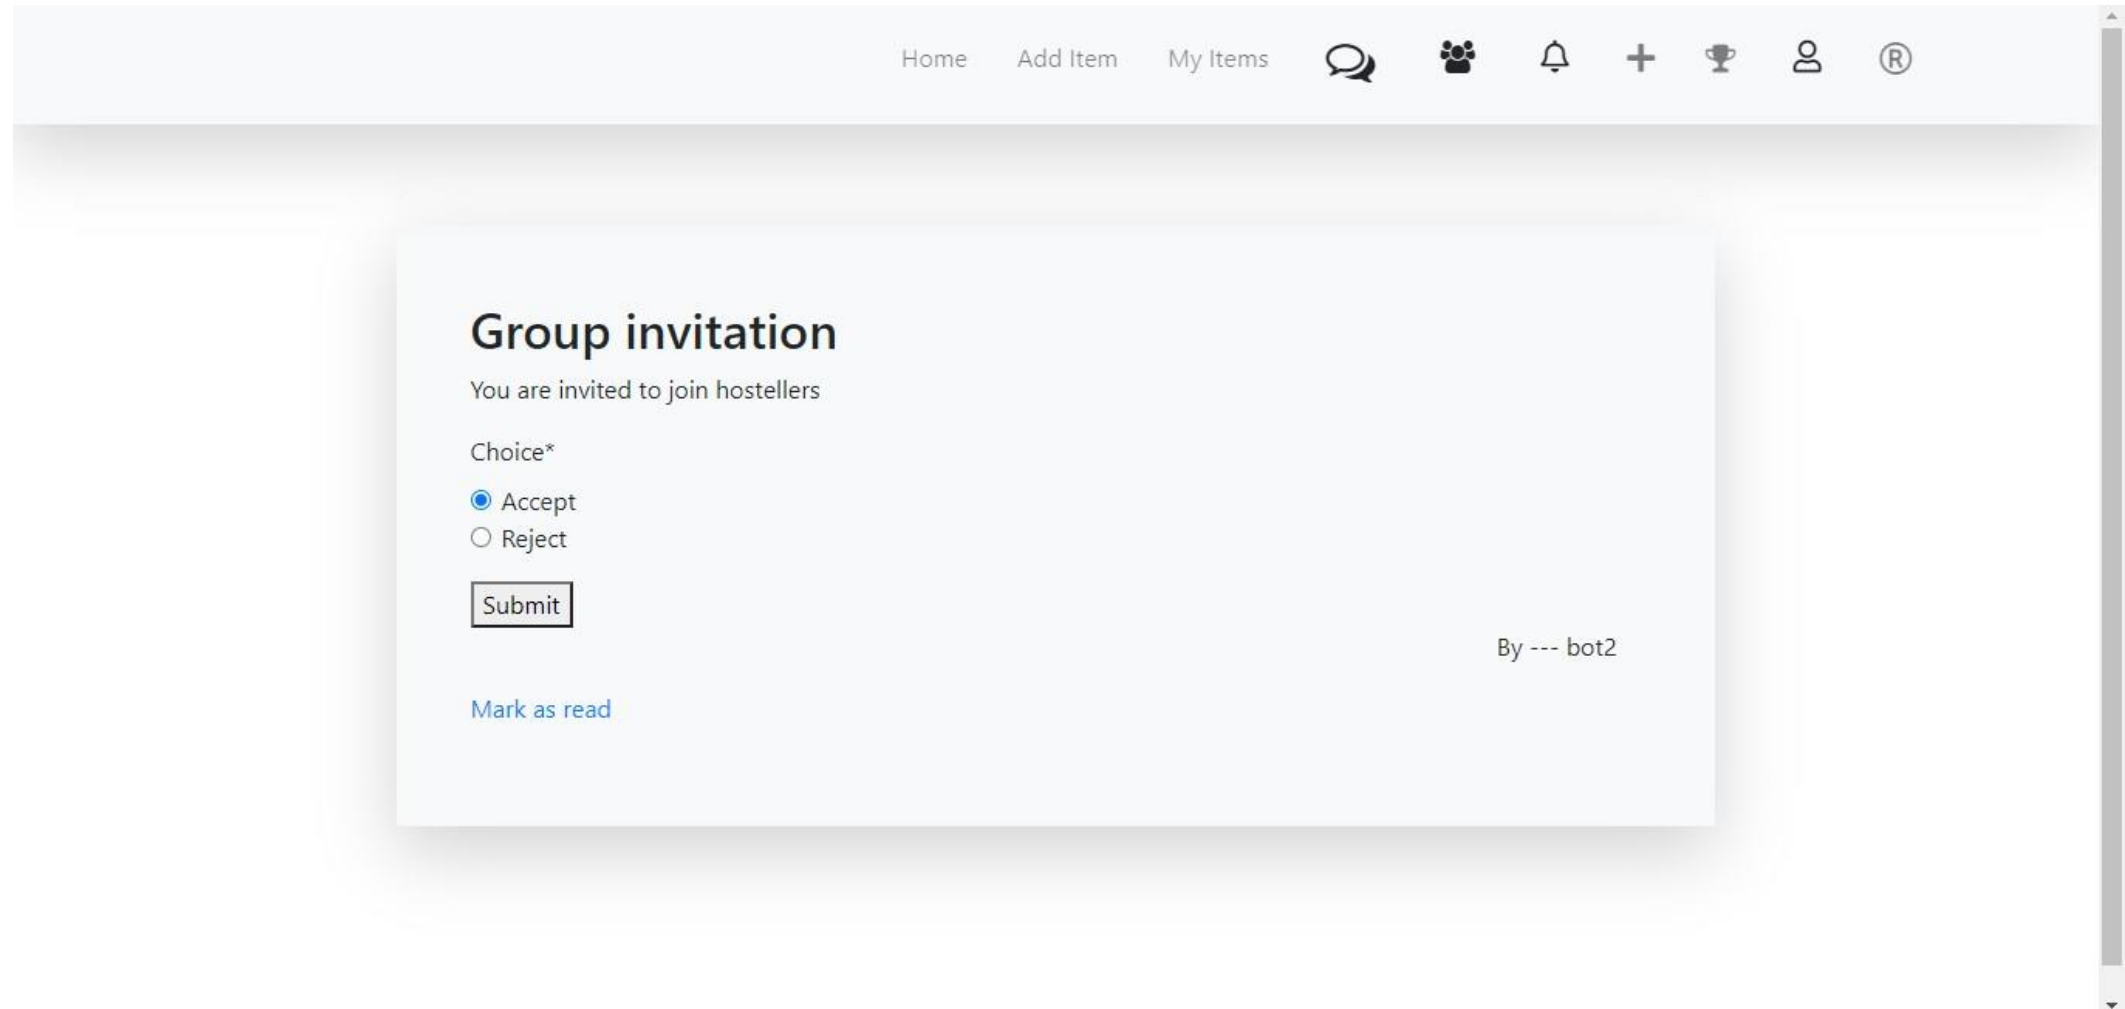 Home Add Item My Items ®
Group invitation
You are invited to join hostellers
Choice*
Accept
Reject
Submit
By --- bot2
Mark as read